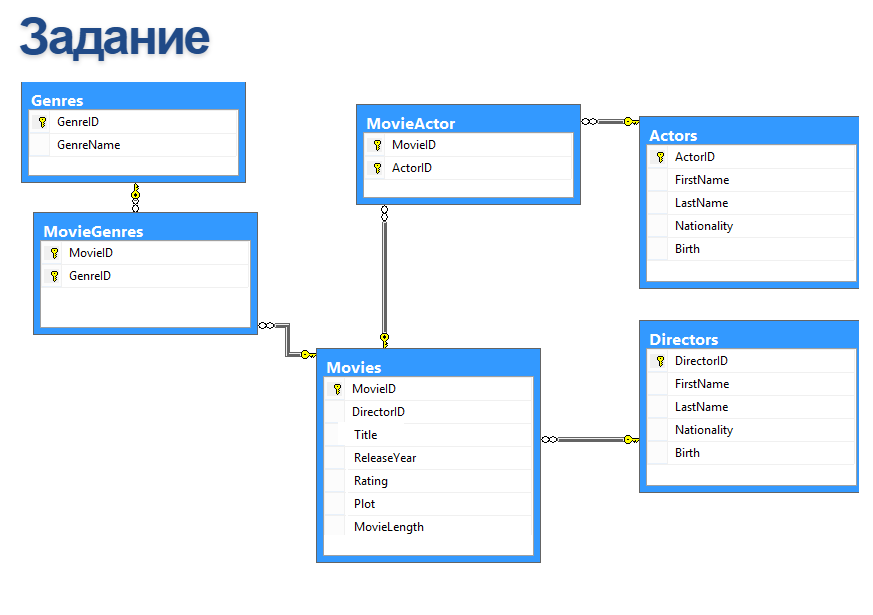 Задание
Genres
GenreID
GenreName
MovieGenres
MovieID
GenreID
MovieActor
MovieID
ActorID
Actors
ActorID
FirstName
LastName
Nationality
Birth
Movies
MovieID
DirectorID
Title
ReleaseYear
Rating
Plot
MovieLength
Directors
DirectorID
FirstName
LastName
Nationality
Birth